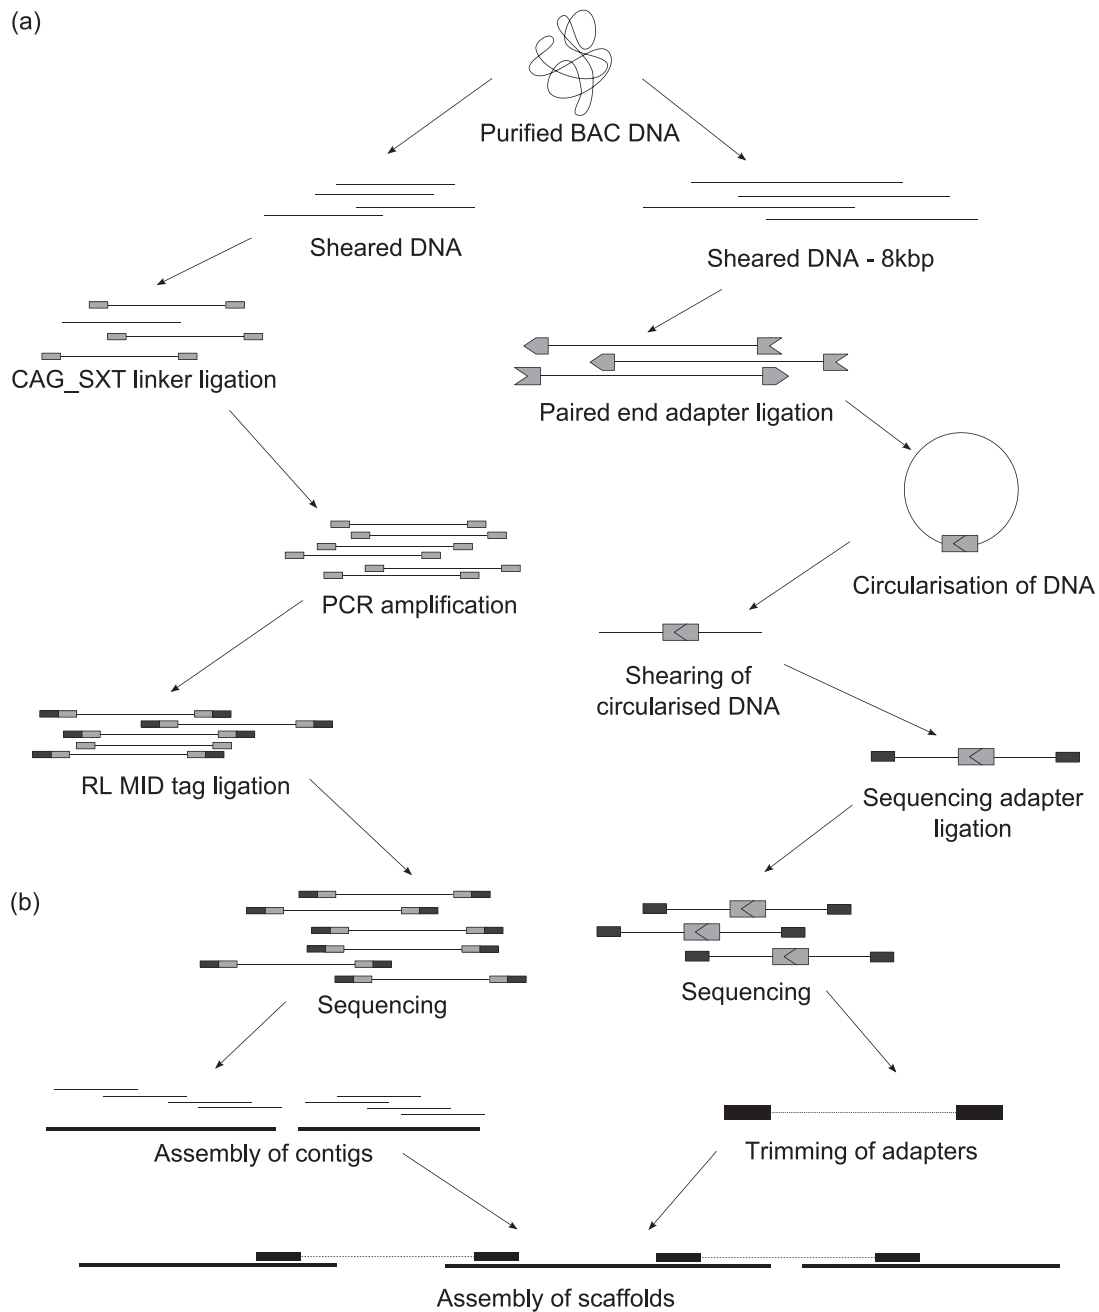 (a)
Purified BAC DNA
Sheared DNA
Sheared DNA - 8kbp
CAG_SXT linker ligation
Paired end adapter ligation
PCR amplification
Circularisation of DNA
Shearing of
circularised DNA
RL MID tag ligation
Sequencing adapter
ligation
(b)
Sequencing
Sequencing
Assembly of contigs
Trimming of adapters
Assembly of scaffolds